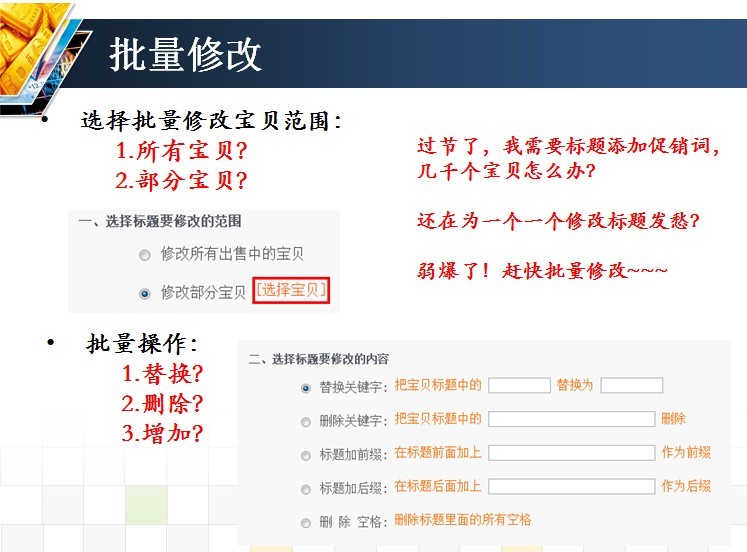 批量修改
• 选择批量修改宝贝范围：
1.所有宝贝?
2.部分宝贝?
过节了，我需要标题添加促销词，
几千个宝贝怎么办?
还在为一个一个修改标题发愁?
弱爆了！赶快批量修改~~~
一、选择标题要修改的范围
修改所有出售中的宝贝
修改部分宝贝 [选择宝贝]
• 批量操作：
1.替换?
2.删除?
3.增加?
二、选择标题要修改的内容
替换关键字：把宝贝标题中的 替换为
删除关键字：把宝贝标题中的 删除
标题加前缀：在标题前面加上 作为前缀
标题加后缀：在标题后面加上 作为后缀
删 除 空格：删除标题里面的所有空格